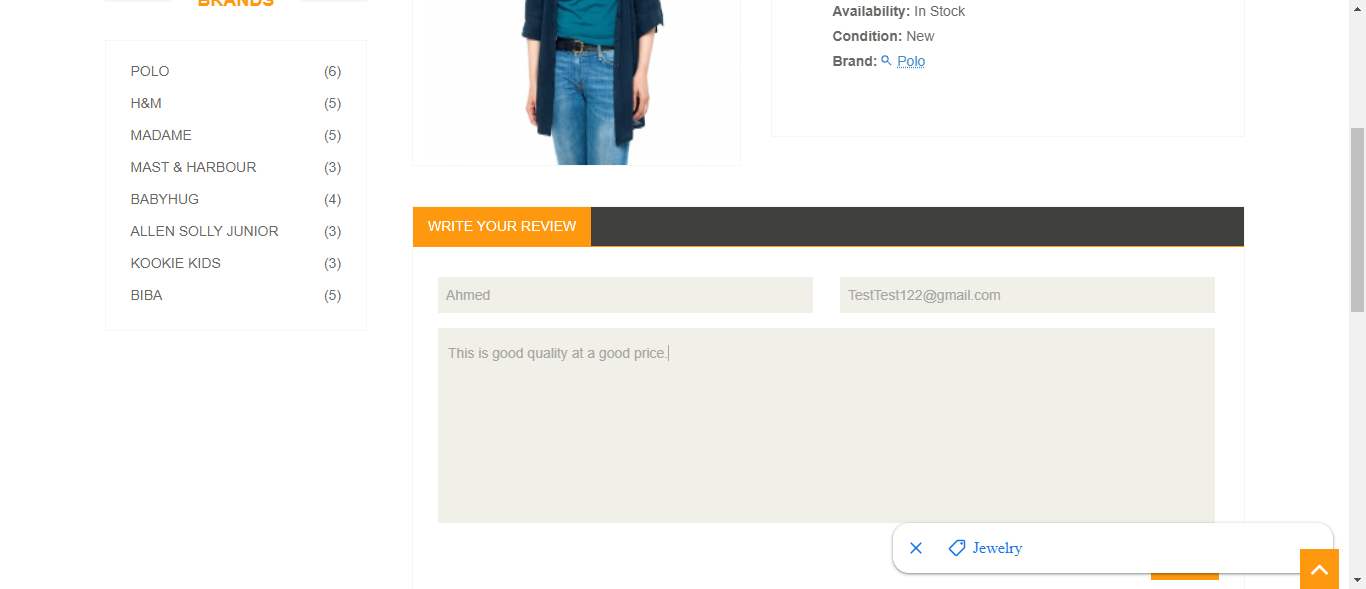 BRANDS
POLO (6)
H&M (5)
MADAME (5)
MAST & HARBOUR (3)
BABYHUG (4)
ALLEN SOLLY JUNIOR (3)
KOOKIE KIDS (3)
BIBA (5)
Availability: In Stock
Condition: New
Brand: Polo
WRITE YOUR REVIEW
Ahmed TestTest122@gmail.com
This is good quality at a good price.
Jewelry